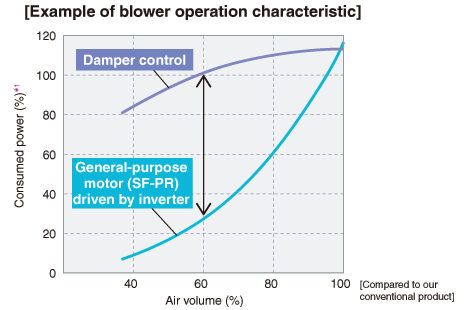 [Example of blower operation characteristic]
Consumed power (%)*1
120
100
80
60
40
20
0
Damper control
General-purpose
motor (SF-PR)
driven by inverter
40
60
80
100
Air volume (%)
[Compared to our
conventional product]